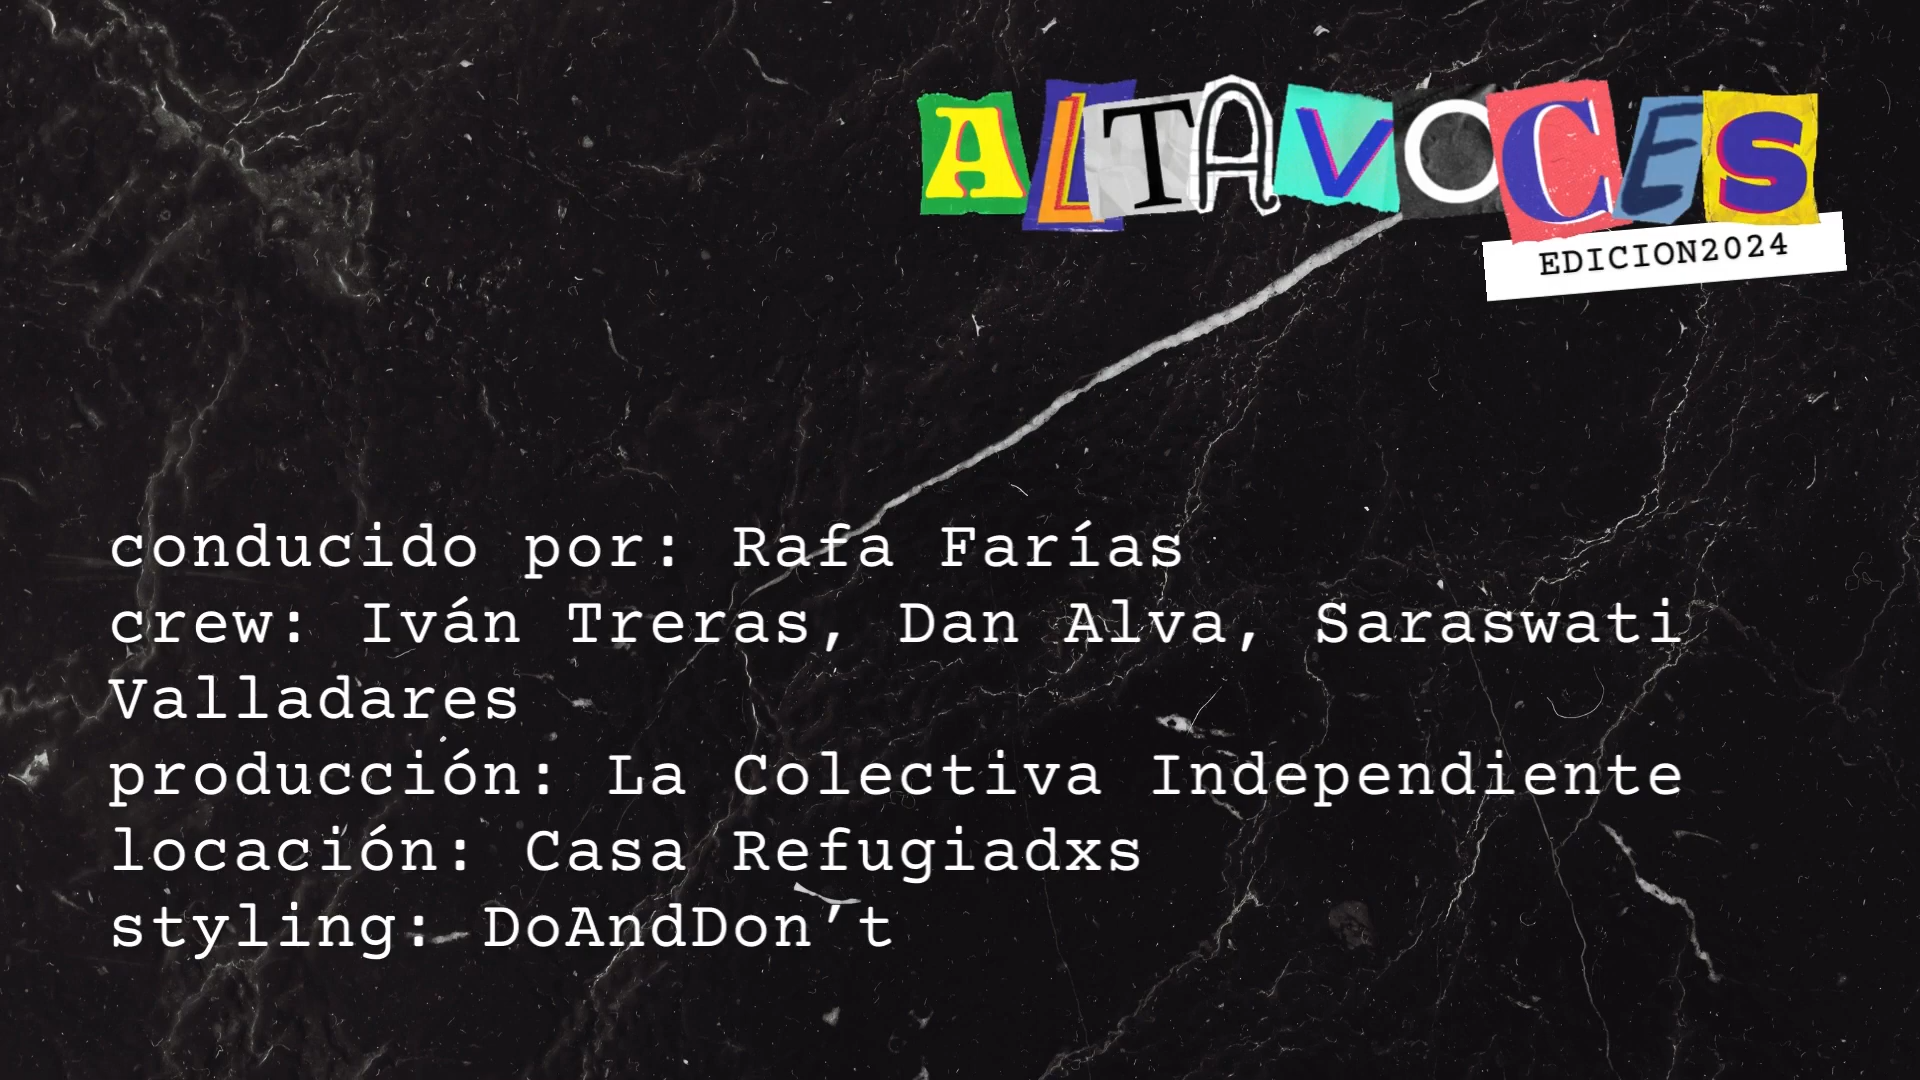 ALTAVOCES
EDICION2024
conducido por: Rafa Farías
crew: Iván Treras, Dan Alva, Saraswati
Valladares
producción: La Colectiva Independiente
locación: Casa Refugiadxs
styling: DoAndDon’t